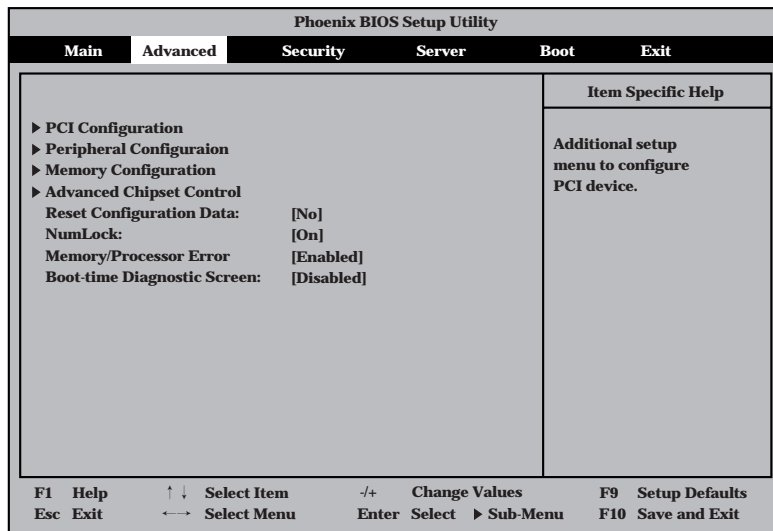 Phoenix BIOS Setup Utility
Main Advanced Security Server Boot Exit
Item Specific Help
▶ PCI Configuration
▶ Peripheral Configuraion
▶ Memory Configuration
▶ Advanced Chipset Control
Reset Configuration Data: [No]
NumLock: [On]
Memory/Processor Error [Enabled]
Boot-time Diagnostic Screen: [Disabled]
Additional setup
menu to configure
PCI device.
F1 Help ↑↓ Select Item -/+ Change Values F9 Setup Defaults
Esc Exit ←→ Select Menu Enter Select ▶ Sub-Menu F10 Save and Exit